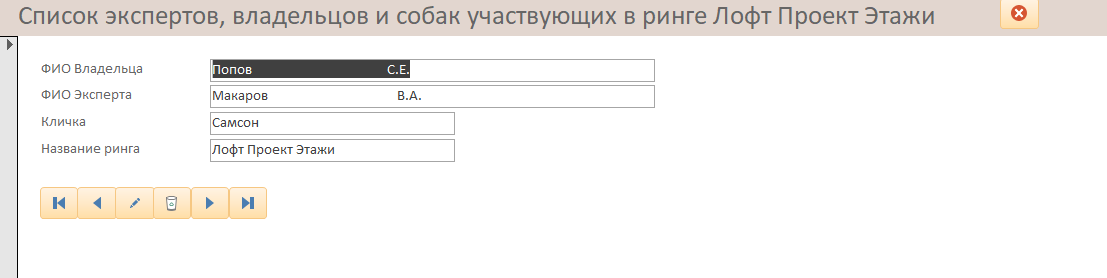 Список экспертов, владельцов и собак участвующих в ринге Лофт Проект Этажи
ФИО Владельца Попов С.Е.
ФИО Эксперта Макаров В.А.
Кличка Самсон
Название ринга Лофт Проект Этажи